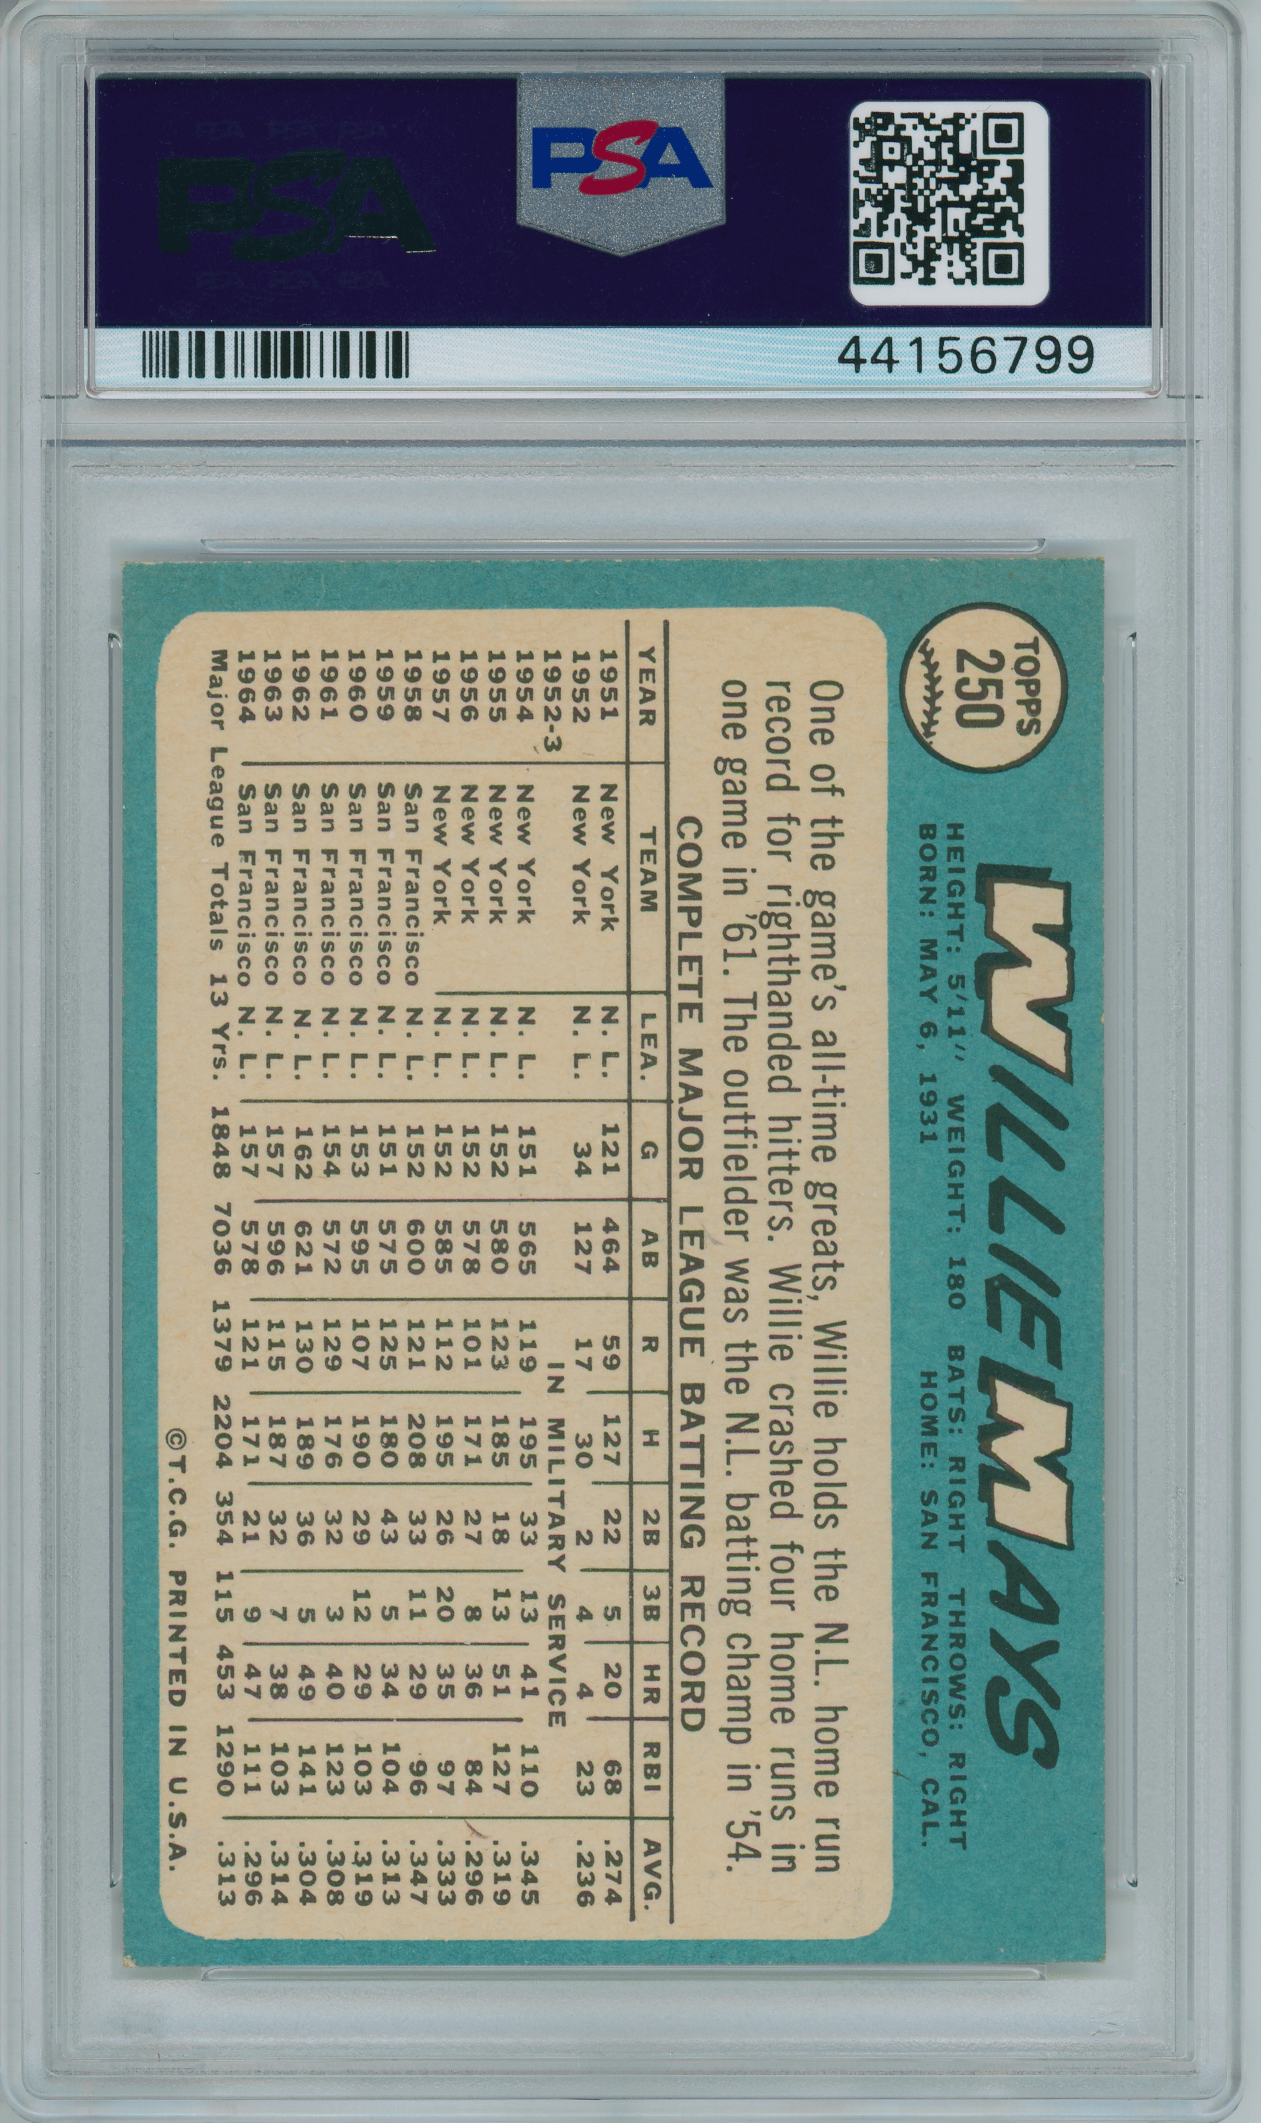 PSA PSA PSA
PSA
PSA PSA PSA
PSA
44156799
TOPPS
250
WILLIE MAYS
HEIGHT: 5'11" WEIGHT: 180 BATS: RIGHT THROWS: RIGHT
BORN: MAY 6, 1931 HOME: SAN FRANCISCO, CAL.
One of the game's all-time greats, Willie holds the N.L. home run
record for righthanded hitters. Willie crashed four home runs in
one game in '61. The outfielder was the N.L. batting champ in '54.
COMPLETE MAJOR LEAGUE BATTING RECORD
YEAR TEAM LEA. G AB R H 2B 3B HR RBI AVG.
1951 New York N. L. 121 464 59 127 22 5 20 68 .274
1952 New York N. L. 34 127 17 30 2 4 4 23 .236
1952-3 IN MILITARY SERVICE
1954 New York N. L. 151 565 119 195 33 13 41 110 .345
1955 New York N. L. 152 580 123 185 18 13 51 127 .319
1956 New York N. L. 152 578 101 171 27 8 36 84 .296
1957 New York N. L. 152 585 112 195 26 20 35 97 .333
1958 San Francisco N. L. 152 600 121 208 33 11 29 96 .347
1959 San Francisco N. L. 151 575 125 180 43 5 34 104 .313
1960 San Francisco N. L. 153 595 107 190 29 12 29 103 .319
1961 San Francisco N. L. 154 572 129 176 32 3 40 123 .308
1962 San Francisco N. L. 162 621 130 189 36 5 49 141 .304
1963 San Francisco N. L. 157 596 115 187 32 7 38 103 .314
1964 San Francisco N. L. 157 578 121 171 21 9 47 111 .296
Major League Totals 13 Yrs. 1848 7036 1379 2204 354 115 453 1290 .313
©T.C.G. PRINTED IN U.S.A.